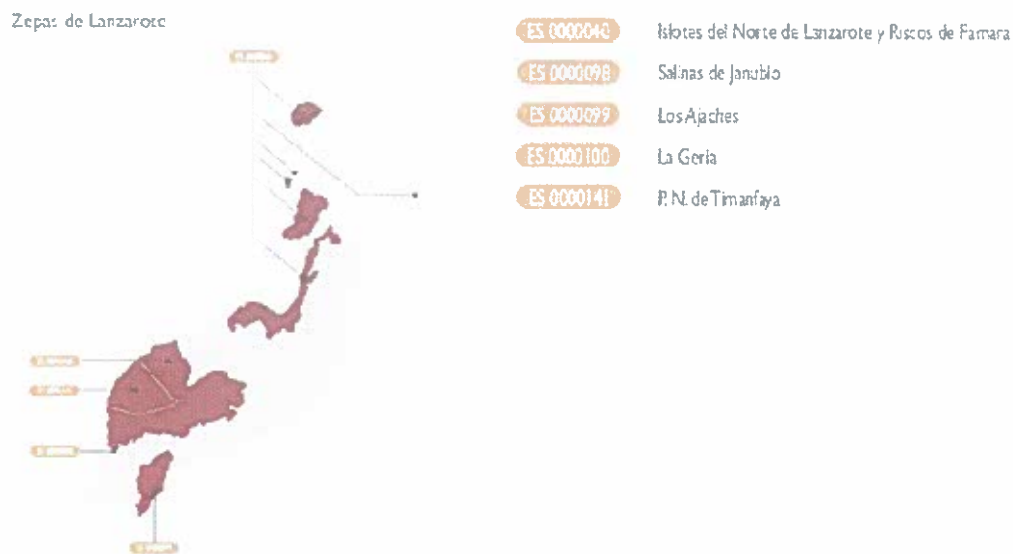 Zepas de Lanzarote
ES 0000040 Islotes del Norte de Lanzarote y Riscos de Famara
ES 0000098 Salinas de Janubio
ES 0000099 Los Ajaches
ES 0000100 La Geria
ES 0000141 P. N. de Timanfaya